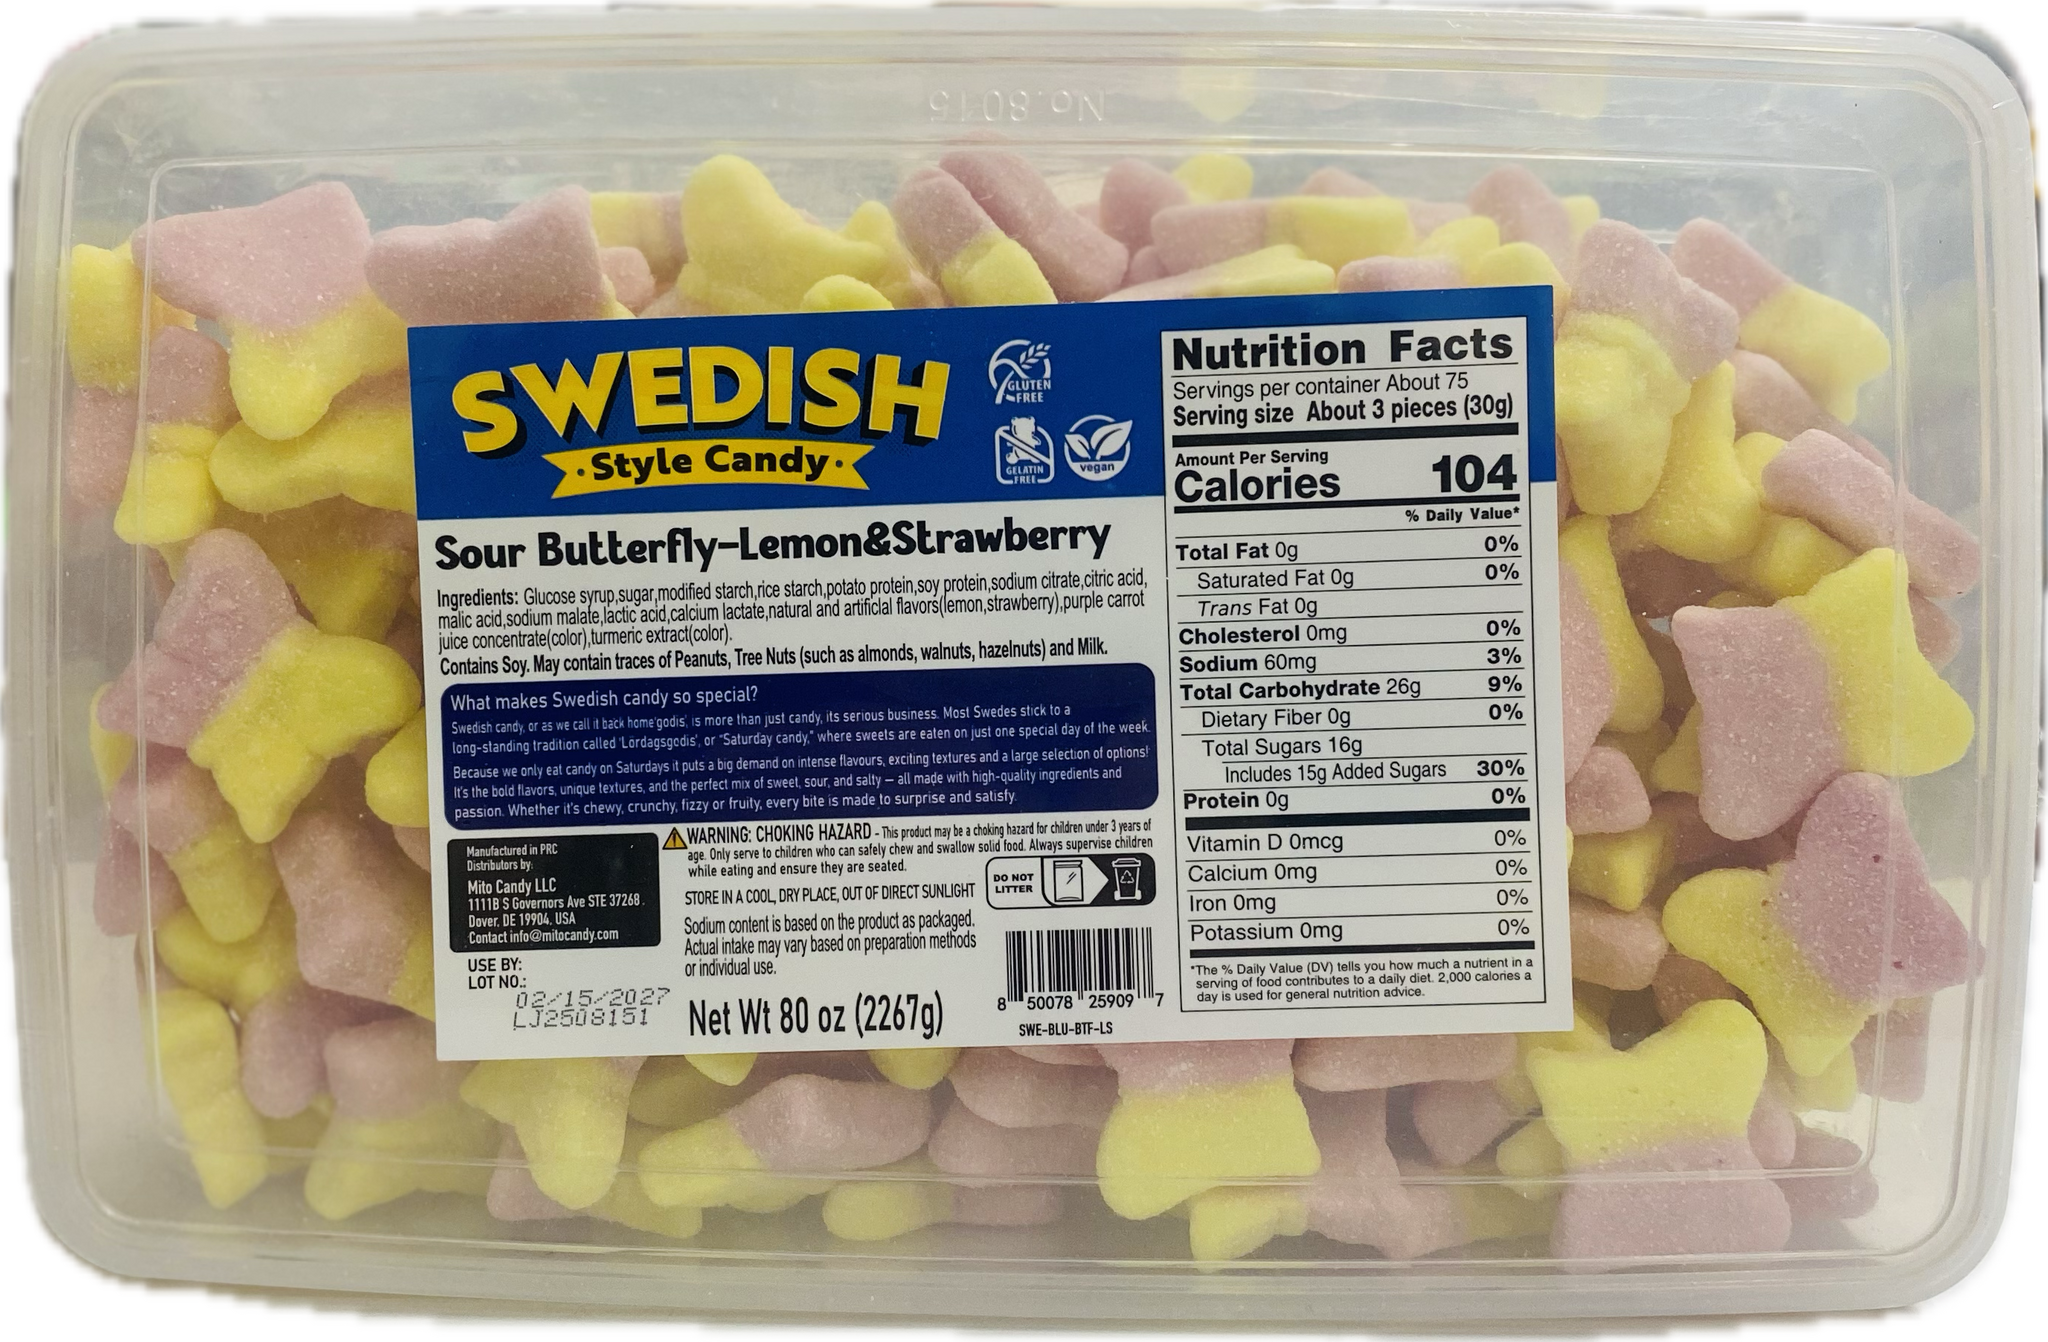 No. 8015
SWEDISH
Style Candy
GLUTEN
FREE
GELATIN
FREE
vegan
Sour Butterfly-Lemon&Strawberry
Ingredients: Glucose syrup,sugar,modified starch,rice starch,potato protein,soy protein,sodium citrate,citric acid,
malic acid,sodium malate,lactic acid,calcium lactate,natural and artificial flavors(lemon,strawberry),purple carrot
juice concentrate(color),turmeric extract(color).
Contains Soy. May contain traces of Peanuts, Tree Nuts (such as almonds, walnuts, hazelnuts) and Milk.
What makes Swedish candy so special?
Swedish candy, or as we call it back home'godis', is more than just candy, its serious business. Most Swedes stick to a
long-standing tradition called 'Lördagsgodis', or "Saturday candy," where sweets are eaten on just one special day of the week.
Because we only eat candy on Saturdays it puts a big demand on intense flavours, exciting textures and a large selection of options!
It's the bold flavors, unique textures, and the perfect mix of sweet, sour, and salty — all made with high-quality ingredients and
passion. Whether it's chewy, crunchy, fizzy or fruity, every bite is made to surprise and satisfy.
Manufactured in PRC
Distributors by:
Mito Candy LLC
1111B S Governors Ave STE 37268.
Dover, DE 19904. USA
Contact info@mitocandy.com
USE BY:
LOT NO.:
02/15/2027
LJ2508151
WARNING: CHOKING HAZARD - This product may be a choking hazard for children under 3 years of
age. Only serve to children who can safely chew and swallow solid food. Always supervise children
while eating and ensure they are seated.
STORE IN A COOL, DRY PLACE, OUT OF DIRECT SUNLIGHT
Sodium content is based on the product as packaged.
Actual intake may vary based on preparation methods
or individual use.
Net Wt 80 oz (2267g)
DO NOT
LITTER
8 50078 25909 7
SWE-BLU-BTF-LS
Nutrition Facts
Servings per container About 75
Serving size About 3 pieces (30g)
Amount Per Serving
Calories 104
% Daily Value*
Total Fat 0g 0%
Saturated Fat 0g 0%
Trans Fat 0g
Cholesterol 0mg 0%
Sodium 60mg 3%
Total Carbohydrate 26g 9%
Dietary Fiber 0g 0%
Total Sugars 16g
Includes 15g Added Sugars 30%
Protein 0g 0%
Vitamin D 0mcg 0%
Calcium 0mg 0%
Iron 0mg 0%
Potassium 0mg 0%
*The % Daily Value (DV) tells you how much a nutrient in a
serving of food contributes to a daily diet. 2,000 calories a
day is used for general nutrition advice.